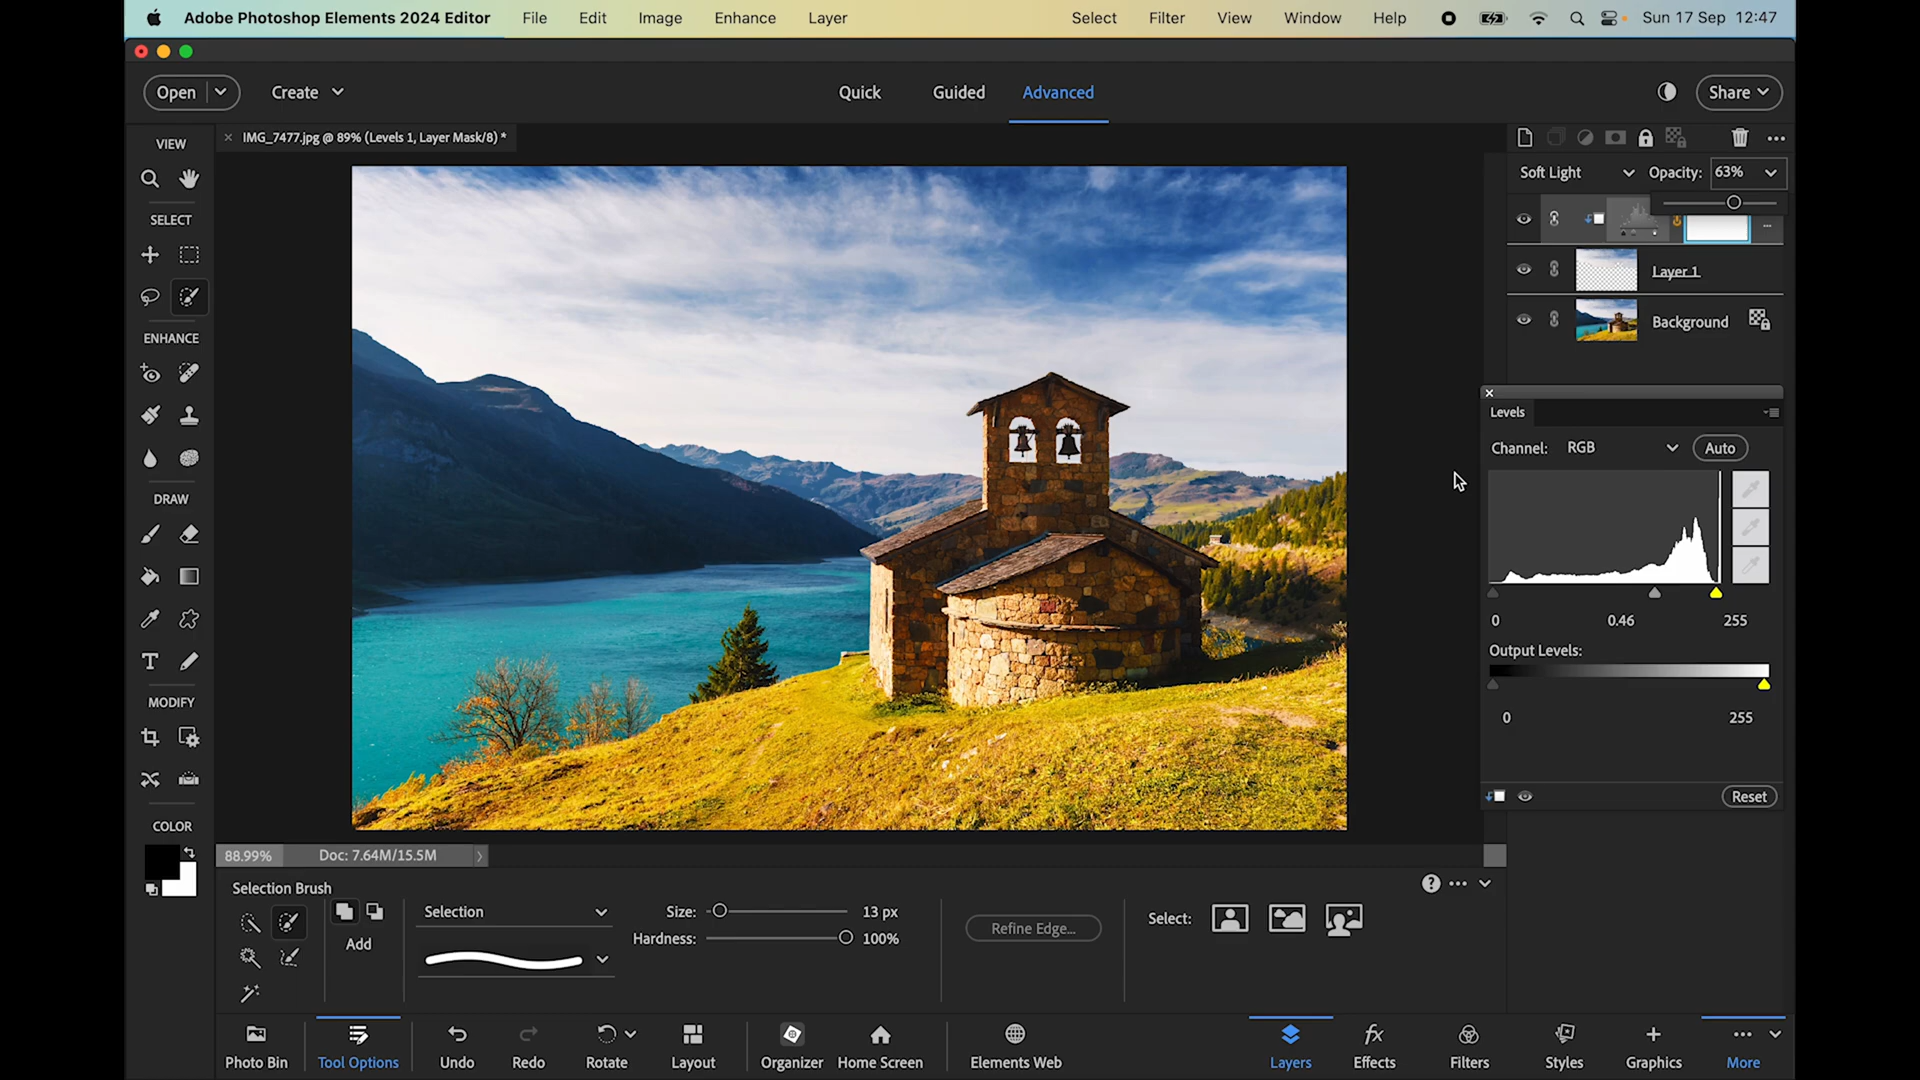 Adobe Photoshop Elements 2024 Editor File Edit Image Enhance Layer Select Filter View Window Help Sun 17 Sep 12:47
Open Create Quick Guided Advanced Share
VIEW
IMG_7477.jpg @ 89% (Levels 1, Layer Mask/8) *
Soft Light Opacity: 63%
SELECT
Layer 1
Background
ENHANCE
Levels
Channel: RGB Auto
DRAW
0 0.46 255
Output Levels:
0 255
MODIFY
Reset
COLOR
88.99% Doc: 7.64M/15.5M
Selection Brush
Add
Selection
Size: 13 px
Hardness: 100%
Refine Edge...
Select:
Photo Bin Tool Options Undo Redo Rotate Layout Organizer Home Screen Elements Web Layers Effects Filters Styles Graphics More